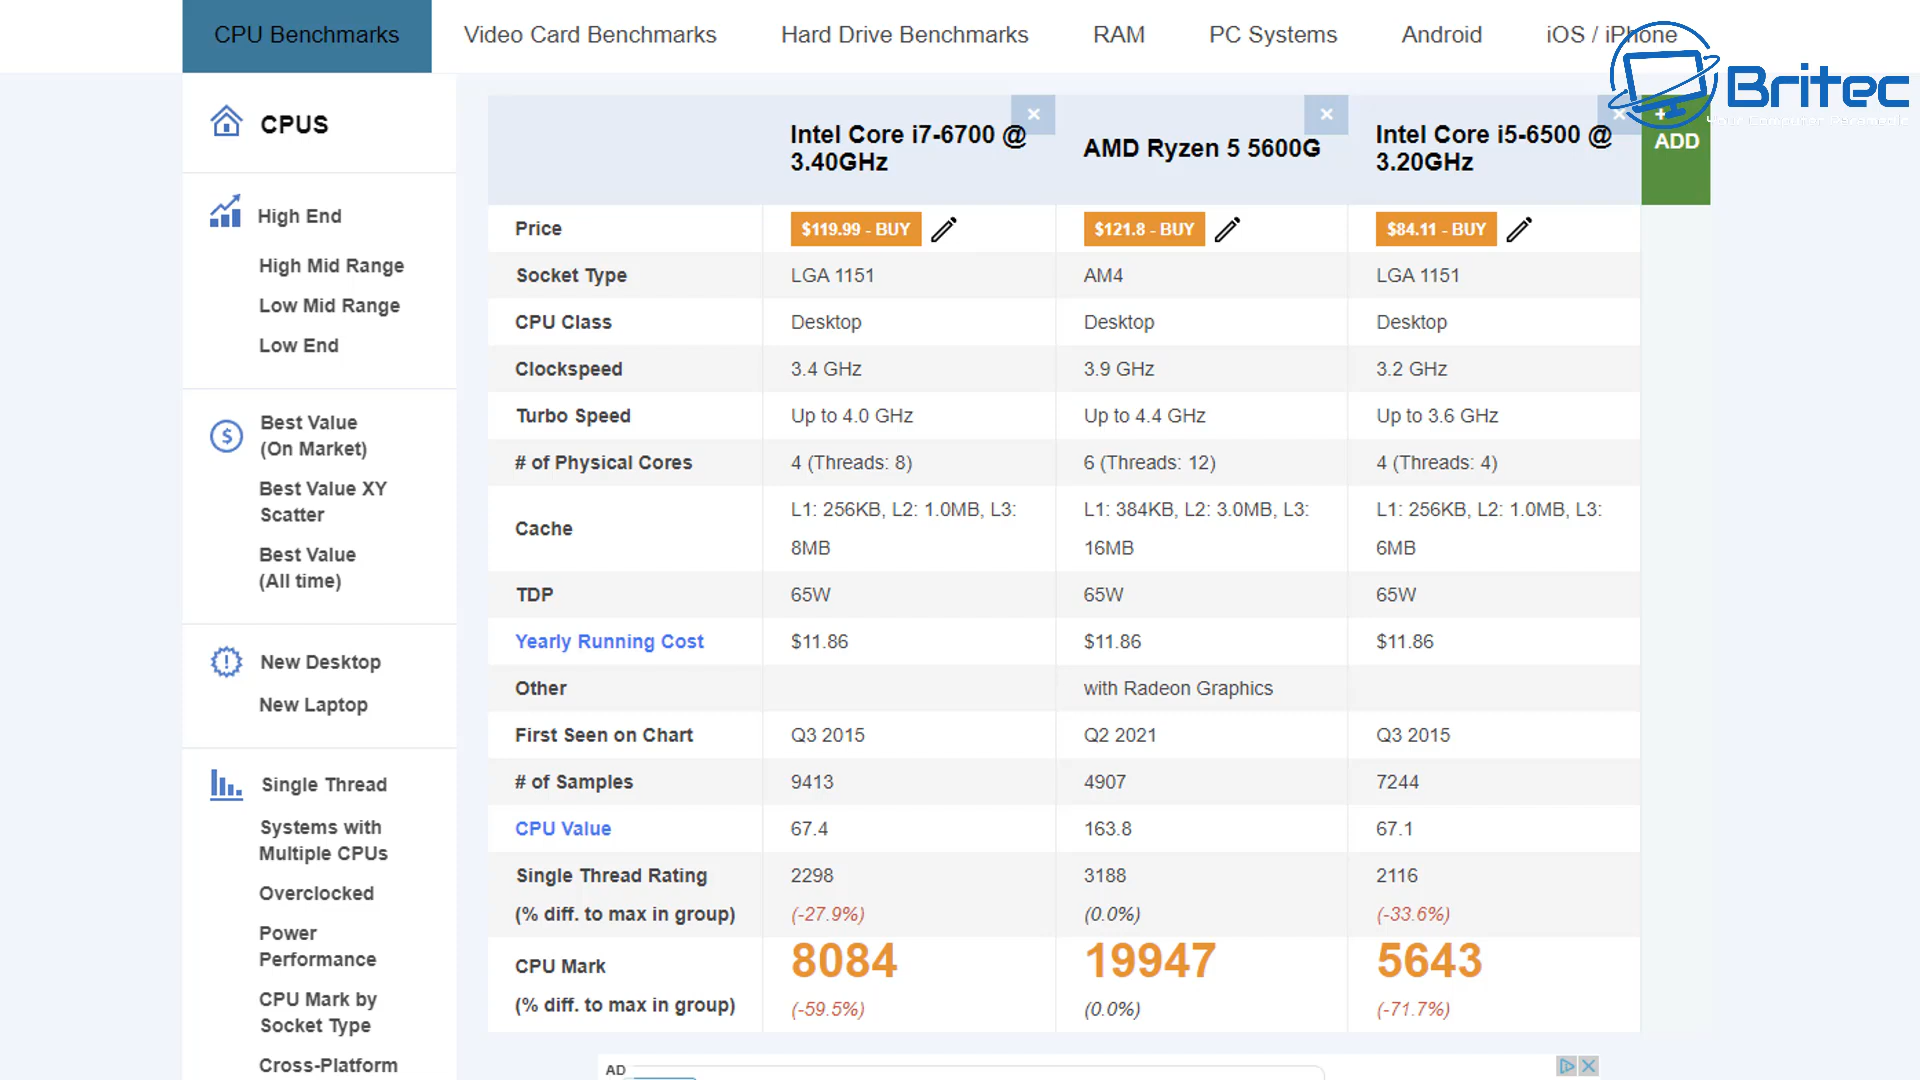 CPU Benchmarks
Video Card Benchmarks
Hard Drive Benchmarks
RAM
PC Systems
Android
iOS / iPhone
Britec
CPUS
High End
High Mid Range
Low Mid Range
Low End
Best Value
(On Market)
Best Value XY
Scatter
Best Value
(All time)
New Desktop
New Laptop
Single Thread
Systems with
Multiple CPUs
Overclocked
Power
Performance
CPU Mark by
Socket Type
Cross-Platform
Intel Core i7-6700 @
3.40GHz
AMD Ryzen 5 5600G
Intel Core i5-6500 @
3.20GHz
+
ADD
Price $119.99 - BUY $121.8 - BUY $84.11 - BUY
Socket Type LGA 1151 AM4 LGA 1151
CPU Class Desktop Desktop Desktop
Clockspeed 3.4 GHz 3.9 GHz 3.2 GHz
Turbo Speed Up to 4.0 GHz Up to 4.4 GHz Up to 3.6 GHz
# of Physical Cores 4 (Threads: 8) 6 (Threads: 12) 4 (Threads: 4)
Cache
L1: 256KB, L2: 1.0MB, L3:
8MB
L1: 384KB, L2: 3.0MB, L3:
16MB
L1: 256KB, L2: 1.0MB, L3:
6MB
TDP 65W 65W 65W
Yearly Running Cost $11.86 $11.86 $11.86
Other with Radeon Graphics
First Seen on Chart Q3 2015 Q2 2021 Q3 2015
# of Samples 9413 4907 7244
CPU Value 67.4 163.8 67.1
Single Thread Rating 2298 3188 2116
(% diff. to max in group) (-27.9%) (0.0%) (-33.6%)
CPU Mark 8084 19947 5643
(% diff. to max in group) (-59.5%) (0.0%) (-71.7%)
AD